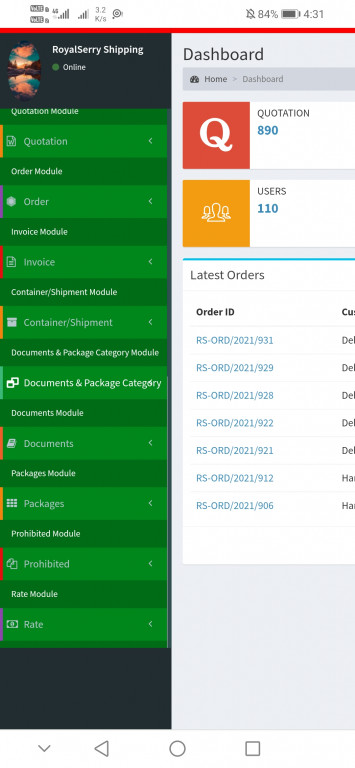 VoLTE
VoLTE
4G
3.2
K/s
84%
4:31
RoyalSerry Shipping
Online
Quotation Module
Quotation
Order Module
Order
Invoice Module
Invoice
Container/Shipment Module
Container/Shipment
Documents & Package Category Module
Documents & Package Category
Documents Module
Documents
Packages Module
Packages
Prohibited Module
Prohibited
Rate Module
Rate
Dashboard
Home > Dashboard
Q
QUOTATION
890
USERS
110
Latest Orders
Order ID Cu
RS-ORD/2021/931 Del
RS-ORD/2021/929 Del
RS-ORD/2021/928 Del
RS-ORD/2021/922 Del
RS-ORD/2021/921 Del
RS-ORD/2021/912 Ha
RS-ORD/2021/906 Ha